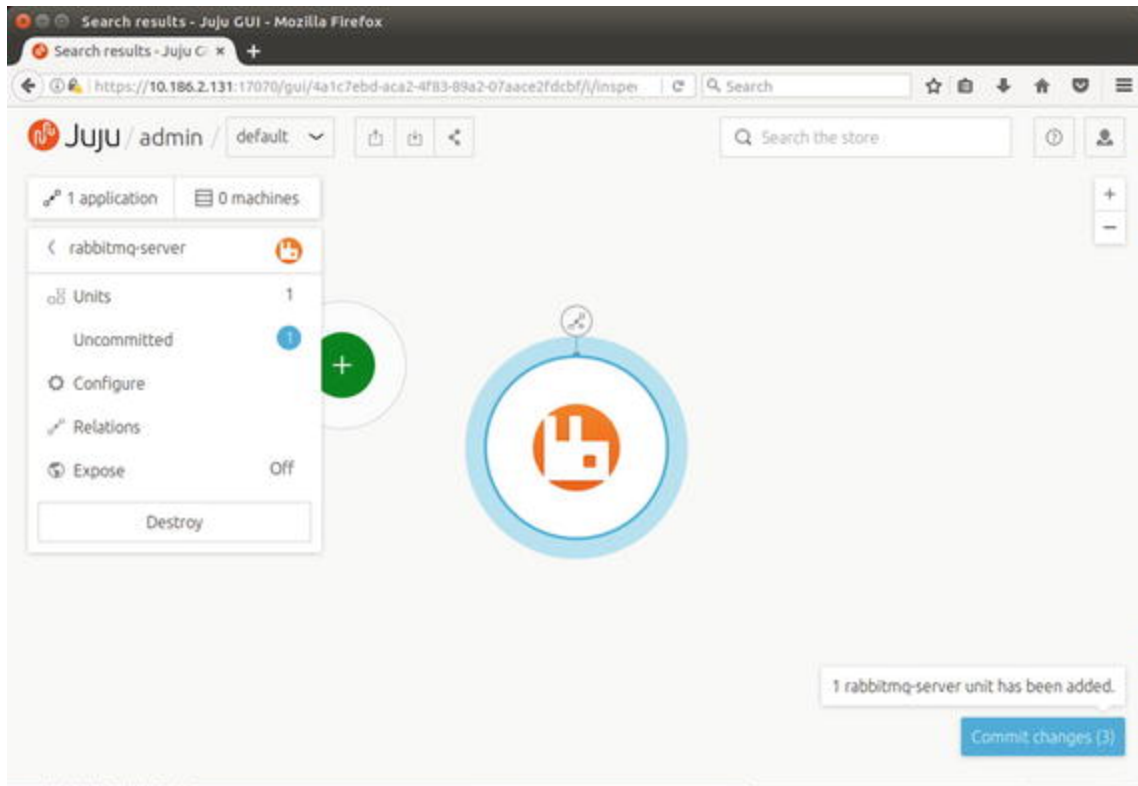 Search results - Juju GUI - Mozilla Firefox
Search results - Juju G
https://10.186.2.131:17070/gui/4a1c7ebd-aca2-4f83-89a2-07aace2fdcbf/i/inspe
Search
Juju / admin / default
Search the store
1 application 0 machines
rabbitmq-server
Units 1
Uncommitted 1
Configure
Relations
Expose Off
Destroy
1 rabbitmq-server unit has been added.
Commit changes (3)